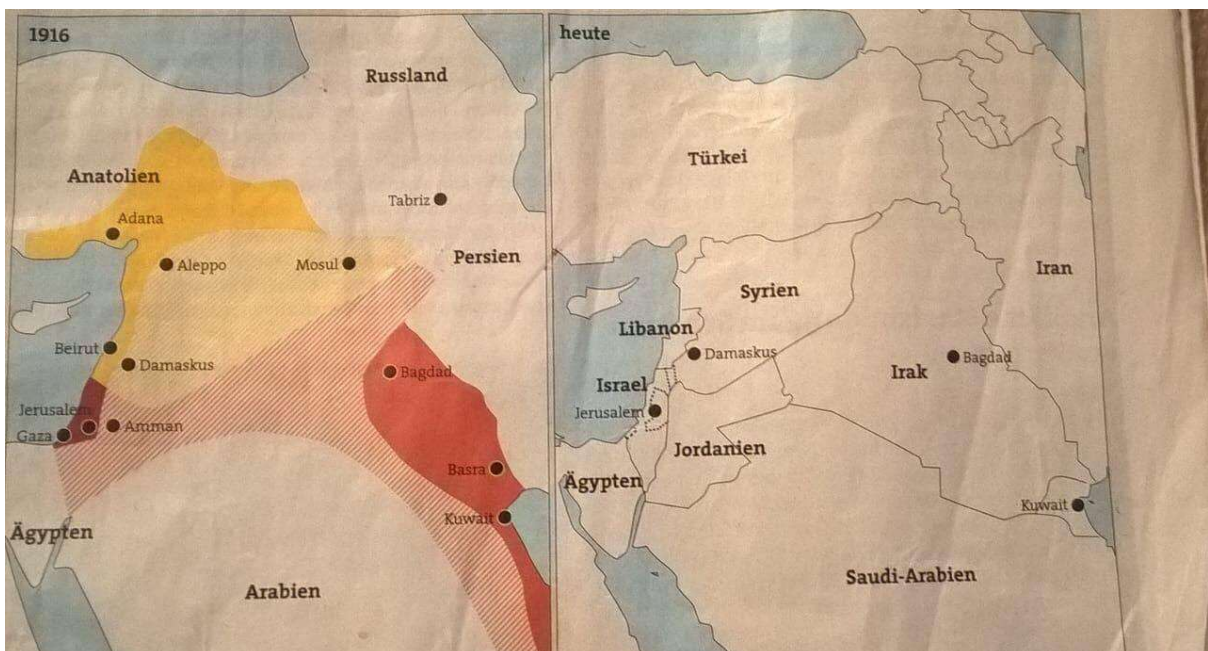 1916
Russland
Anatolien
Tabriz
Adana
Persien
Aleppo
Mosul
Beirut
Damaskus
Bagdad
Jerusalem
Gaza
Amman
Basra
Kuwait
Ägypten
Arabien
heute
Türkei
Iran
Syrien
Libanon
Damaskus
Bagdad
Irak
Israel
Jerusalem
Jordanien
Ägypten
Kuwait
Saudi-Arabien